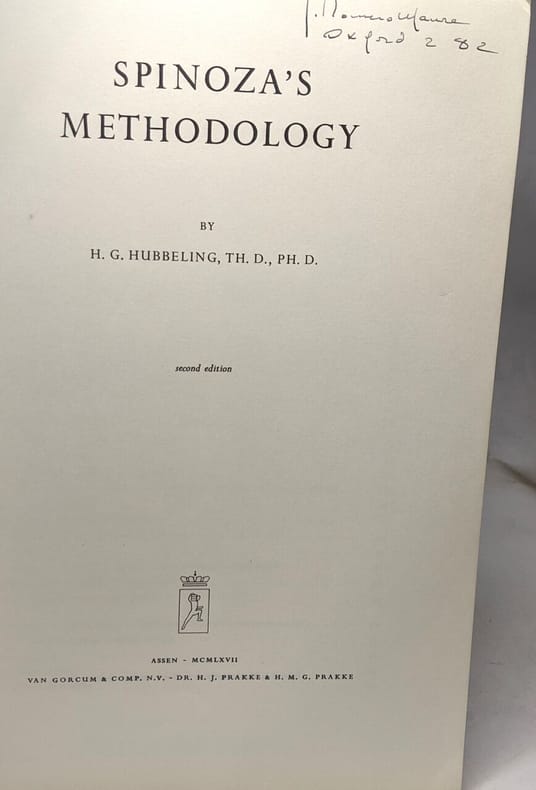 Oxford 2 82
SPINOZA'S
METHODOLOGY
BY
H. G. HUBBELING, TH. D., PH. D.
second edition
ASSEN - MCMLXVII
VAN GORCUM & COMP. N.V. - DR. H. J. PRAKKE & H. M. G. PRAKKE